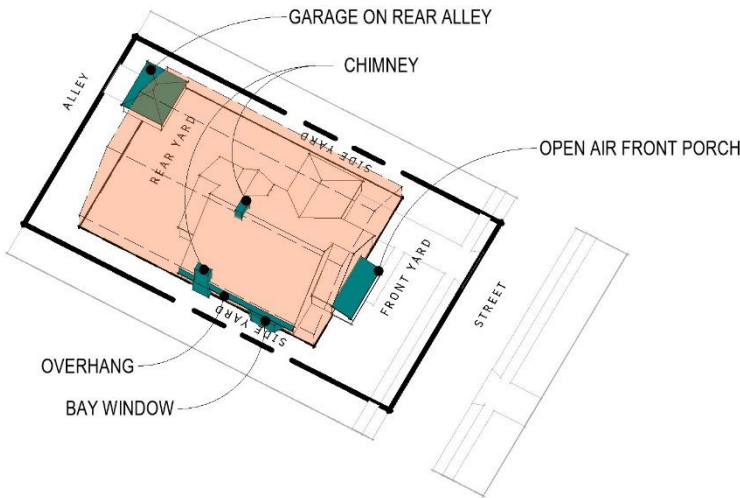 GARAGE ON REAR ALLEY
CHIMNEY
ALLEY
REAR YARD
SIDE YARD
OPEN AIR FRONT PORCH
FRONT YARD
STREET
SIDE YARD
OVERHANG
BAY WINDOW